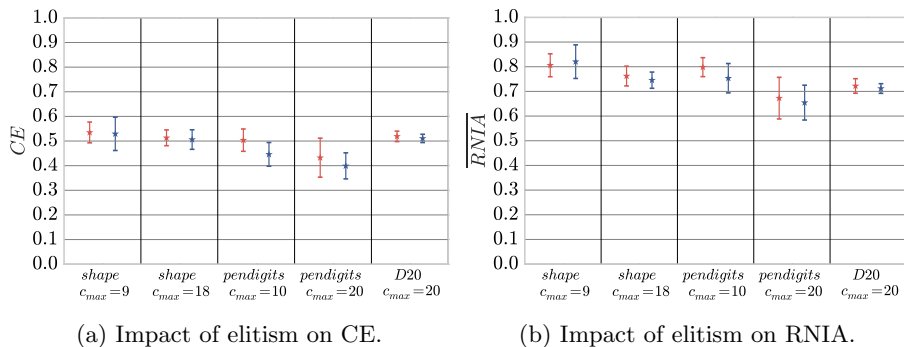 1.0
0.9
0.8
0.7
0.6
0.5
0.4
0.3
0.2
0.1
0.0
CE
shape shape pendigits pendigits D20
c_max=9 c_max=18 c_max=10 c_max=20 c_max=20
(a) Impact of elitism on CE.
1.0
0.9
0.8
0.7
0.6
0.5
0.4
0.3
0.2
0.1
0.0
RNIA
shape shape pendigits pendigits D20
c_max=9 c_max=18 c_max=10 c_max=20 c_max=20
(b) Impact of elitism on RNIA.